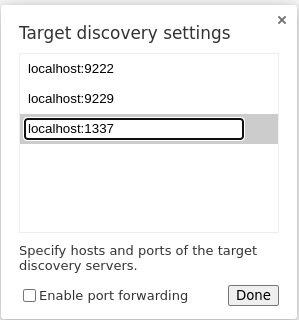 ×
Target discovery settings
localhost:9222
localhost:9229
localhost:1337
Specify hosts and ports of the target
discovery servers.
Enable port forwarding
Done